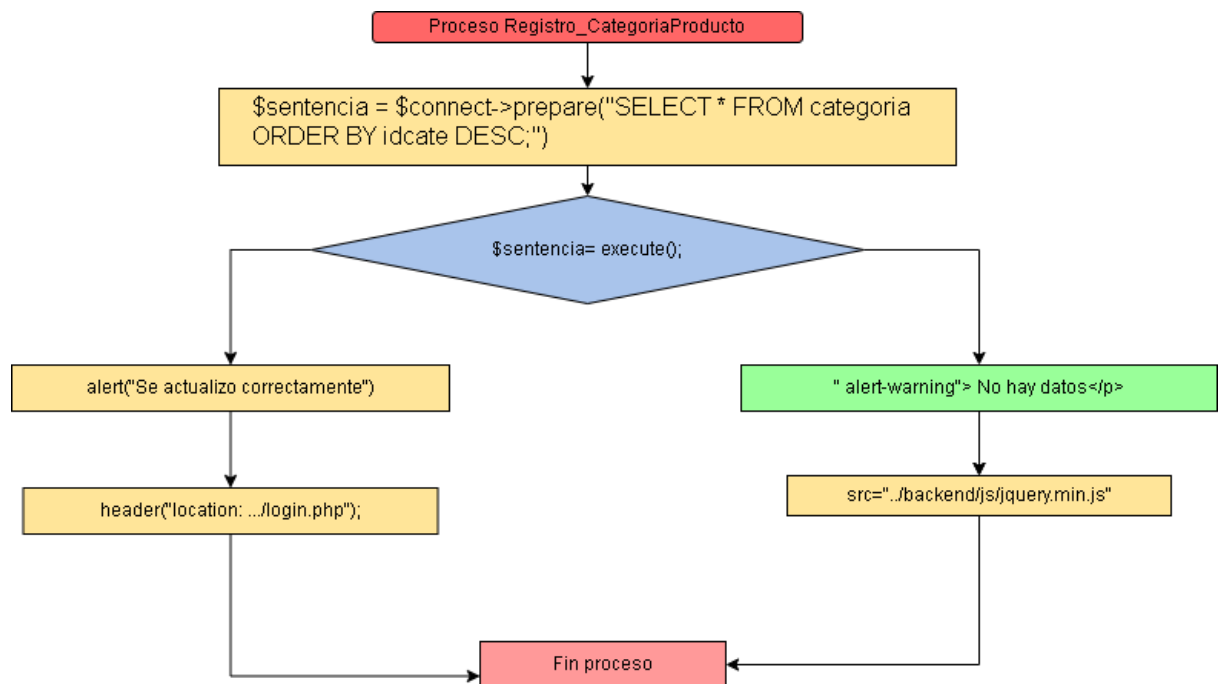 Proceso Registro_CategoriaProducto
$sentencia = $connect->prepare("SELECT * FROM categoria
ORDER BY idcate DESC;")
$sentencia= execute();
alert("Se actualizo correctamente")
" alert-warning"> No hay datos</p>
header("location: .../login.php");
src="../backend/js/jquery.min.js"
Fin proceso